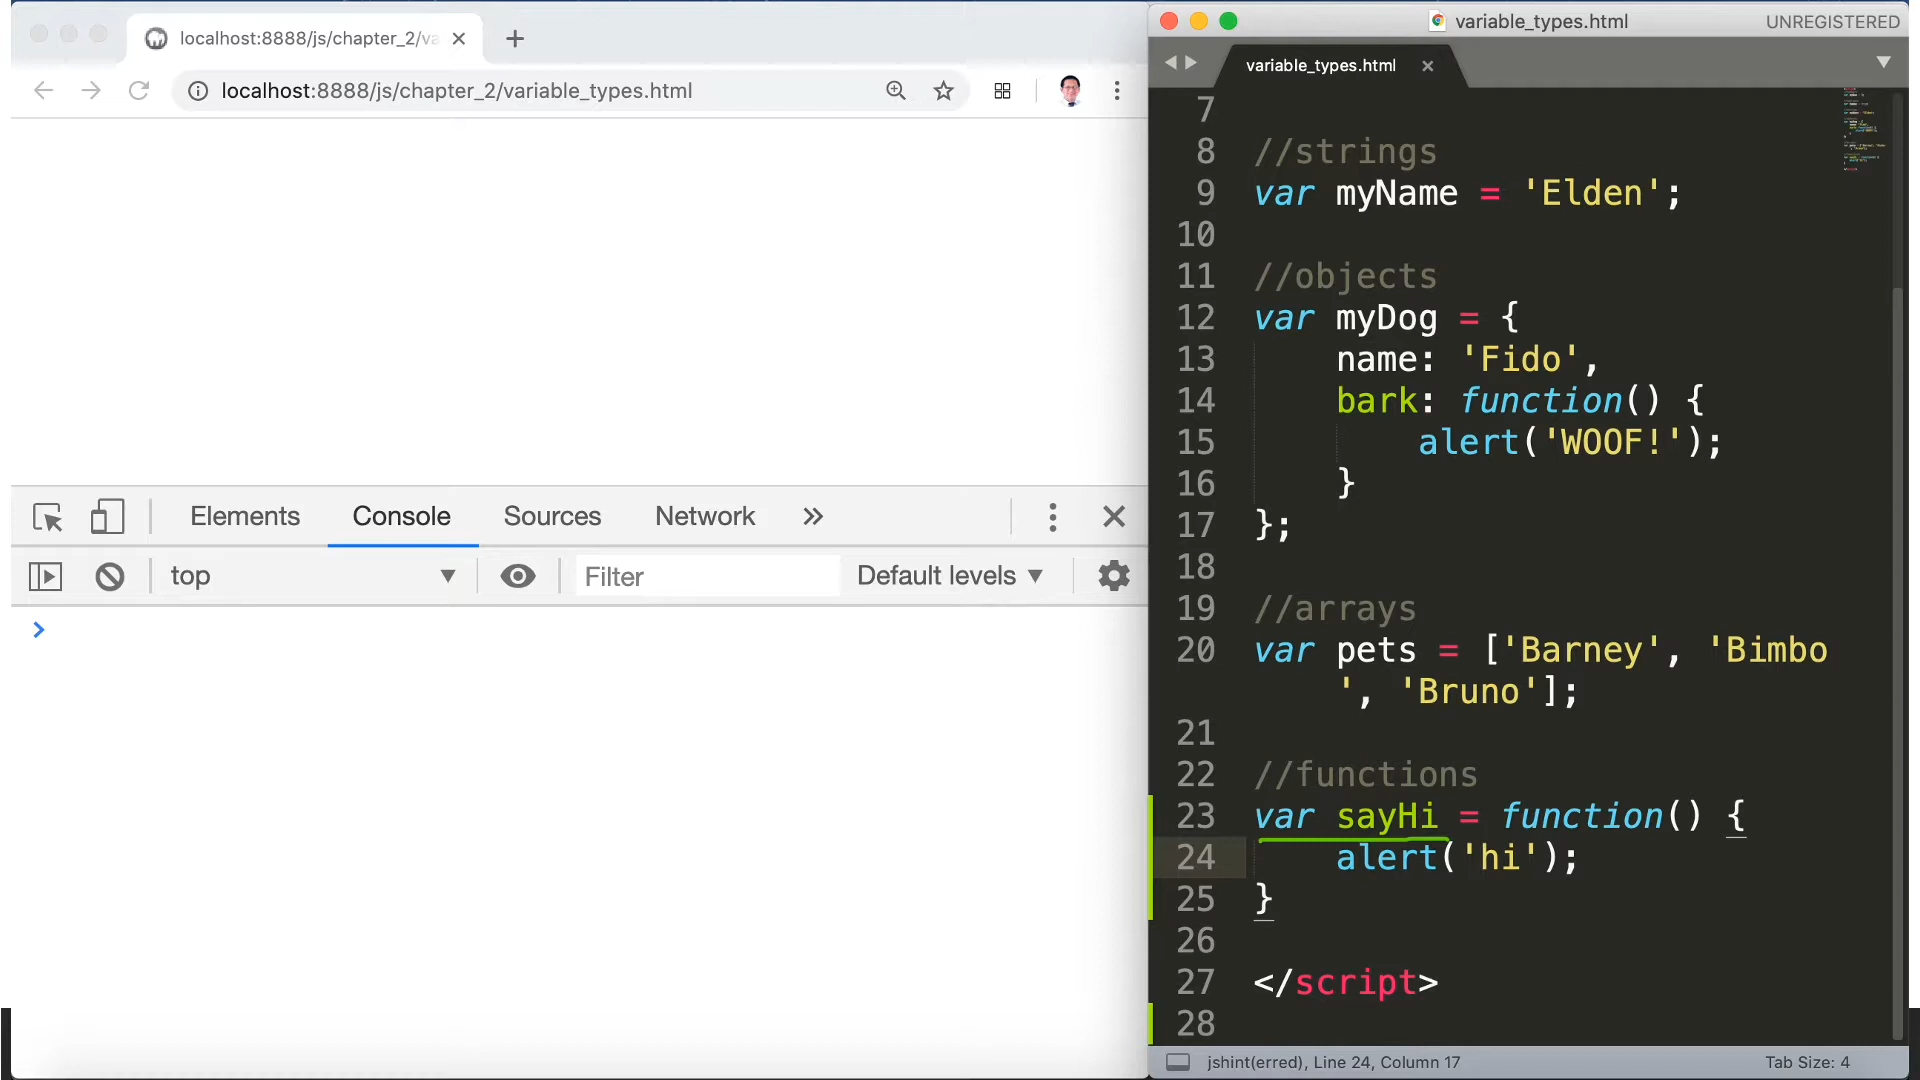 localhost:8888/js/chapter_2/va
localhost:8888/js/chapter_2/variable_types.html
Elements Console Sources Network
top Filter Default levels
variable_types.html UNREGISTERED
variable_types.html
7
8 //strings
9 var myName = 'Elden';
10
11 //objects
12 var myDog = {
13 name: 'Fido',
14 bark: function() {
15 alert('WOOF!');
16 }
17 };
18
19 //arrays
20 var pets = ['Barney', 'Bimbo
', 'Bruno'];
21
22 //functions
23 var sayHi = function() {
24 alert('hi');
25 }
26
27 </script>
28
jshint(erred), Line 24, Column 17 Tab Size: 4